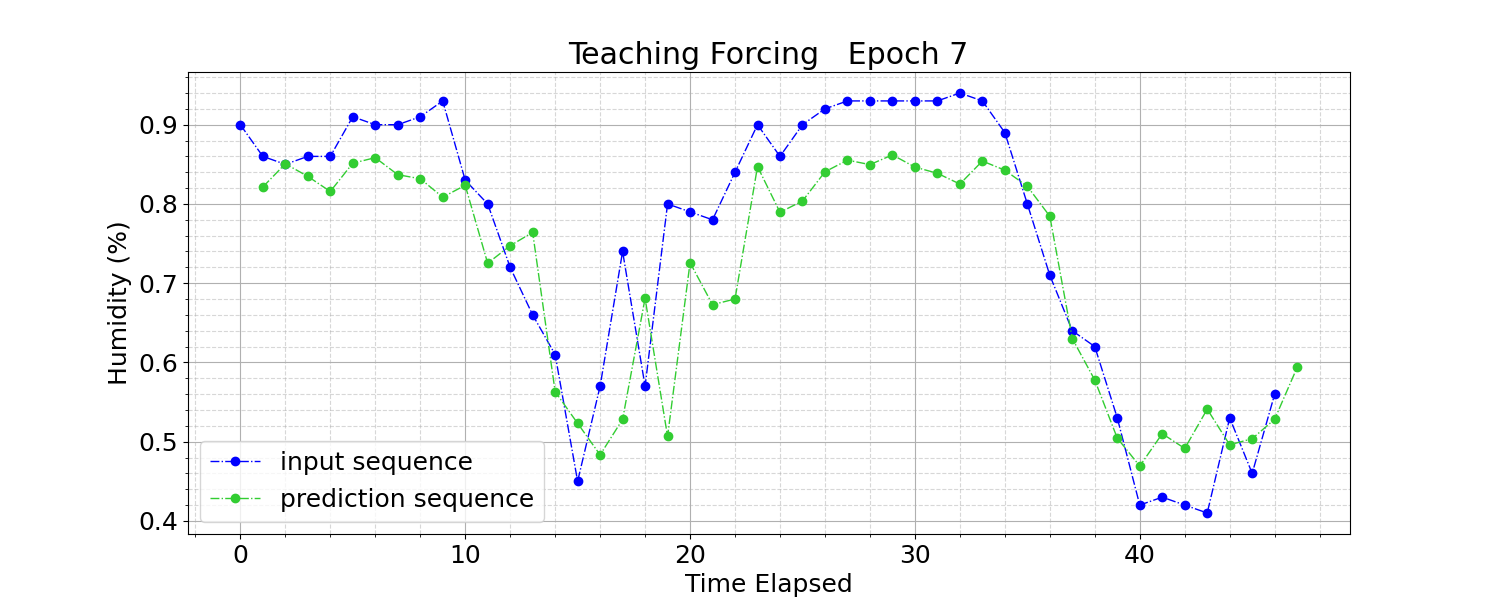 Teaching Forcing   Epoch 7
Humidity (%)
0.9
0.8
0.7
0.6
0.5
0.4
input sequence
prediction sequence
0 10 20 30 40
Time Elapsed